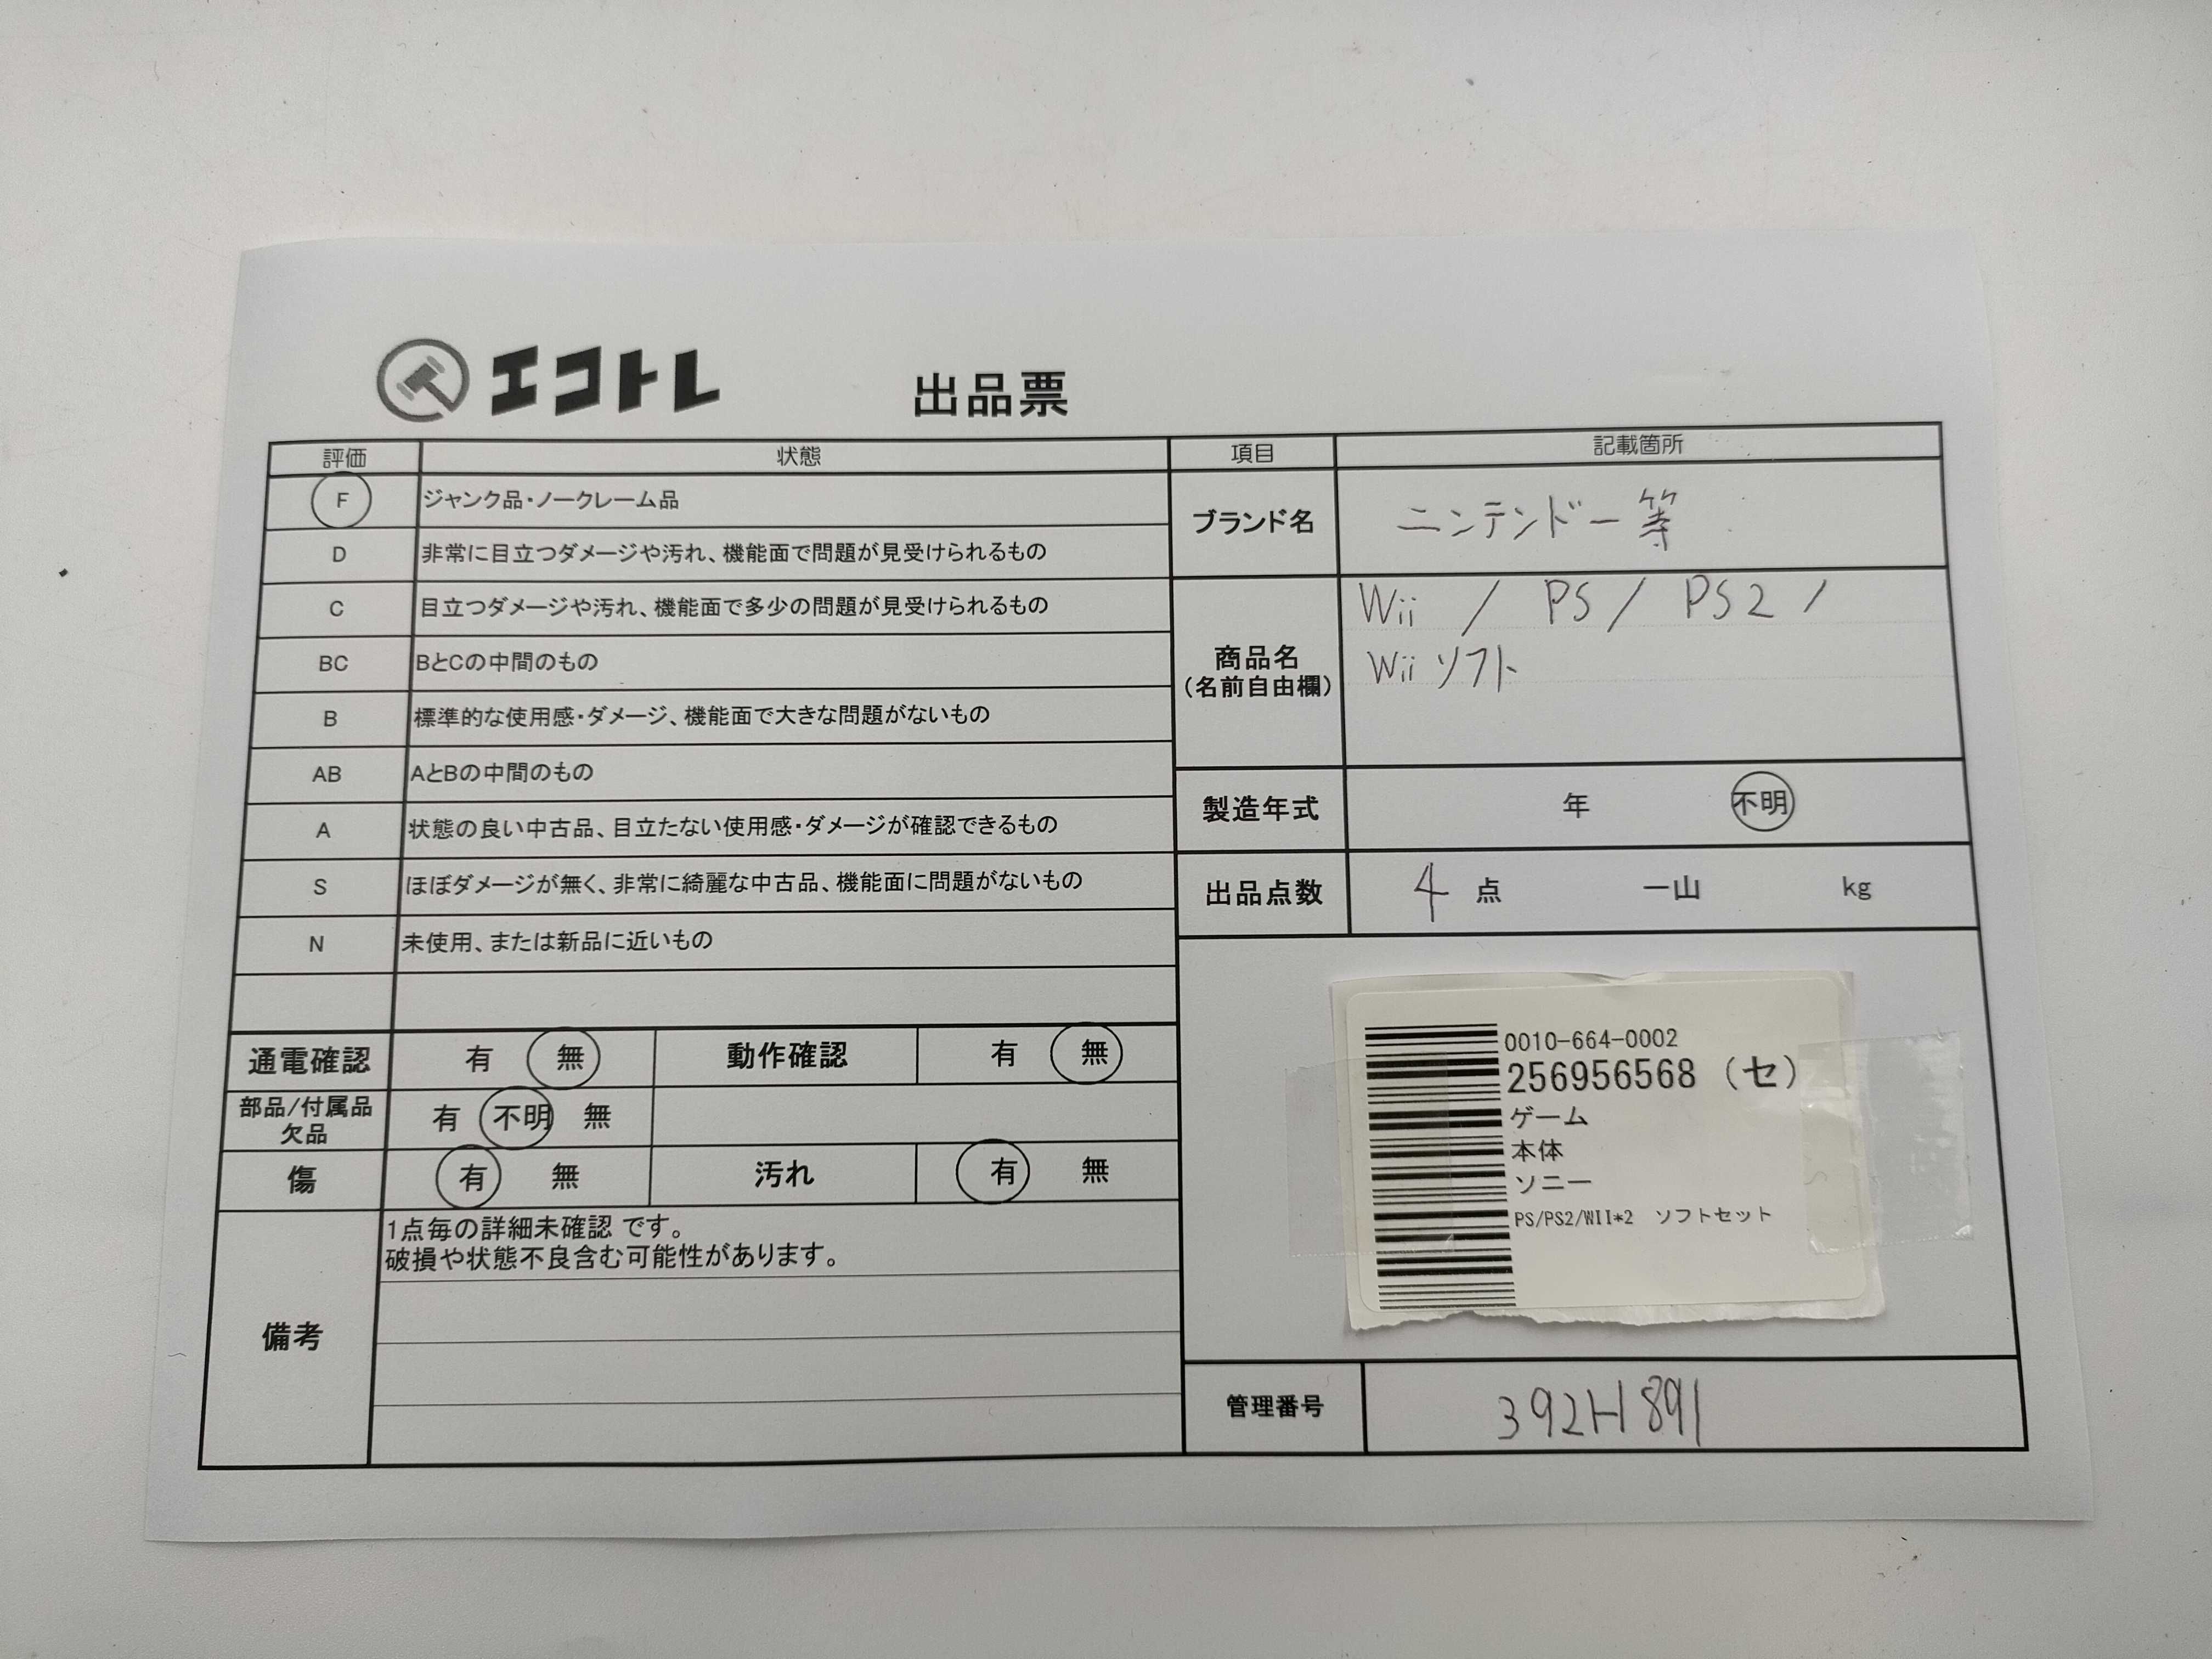 エコトレ
出品票
評価 状態
F ジャンク品・ノークレーム品
D 非常に目立つダメージや汚れ、機能面で問題が見受けられるもの
C 目立つダメージや汚れ、機能面で多少の問題が見受けられるもの
BC BとCの中間のもの
B 標準的な使用感・ダメージ、機能面で大きな問題がないもの
AB AとBの中間のもの
A 状態の良い中古品、目立たない使用感・ダメージが確認できるもの
S ほぼダメージが無く、非常に綺麗な中古品、機能面に問題がないもの
N 未使用、または新品に近いもの
通電確認 有 無 動作確認 有 無
部品/付属品
欠品
有 不明 無
傷 有 無 汚れ 有 無
備考
1点毎の詳細未確認 です。
破損や状態不良含む可能性があります。
項目 記載箇所
ブランド名 ニンテンドー等
商品名
(名前自由欄)
Wii / PS / PS2 /
Wii ソフト
製造年式 年 不明
出品点数 4 点 一山 kg
0010-664-0002
256956568 (セ)
ゲーム
本体
ソニー
PS/PS2/WII*2 ソフトセット
管理番号 392H891